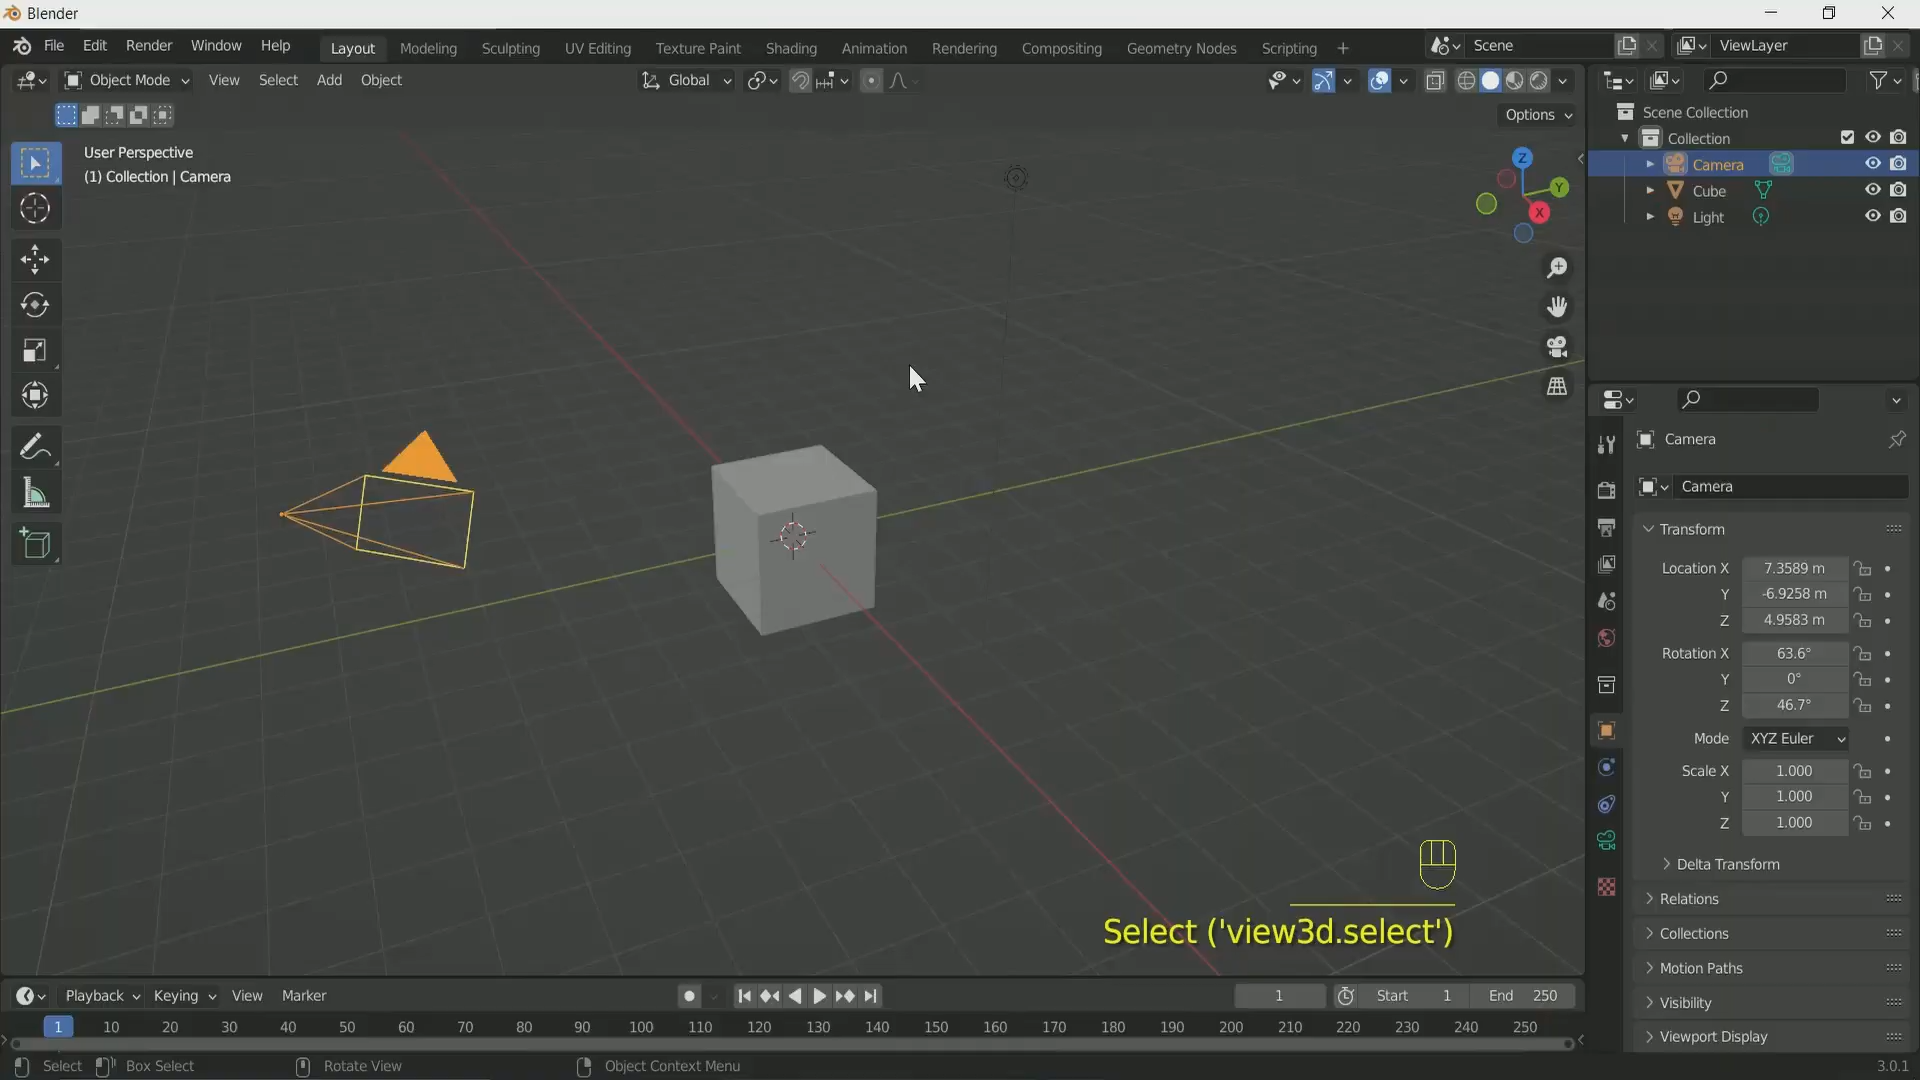 Blender
File Edit Render Window Help Layout Modeling Sculpting UV Editing Texture Paint Shading Animation Rendering Compositing Geometry Nodes Scripting + Scene ViewLayer
Object Mode View Select Add Object Global
Options
User Perspective
(1) Collection | Camera
Z
Y
X
Scene Collection
Collection
Camera
Cube
Light
Camera
Camera
Transform
Location X 7.3589 m
Y -6.9258 m
Z 4.9583 m
Rotation X 63.6°
Y 0°
Z 46.7°
Mode XYZ Euler
Scale X 1.000
Y 1.000
Z 1.000
Delta Transform
Relations
Collections
Motion Paths
Visibility
Viewport Display
Select ('view3d.select')
Playback Keying View Marker 1 Start 1 End 250
1 10 20 30 40 50 60 70 80 90 100 110 120 130 140 150 160 170 180 190 200 210 220 230 240 250
Select Box Select Rotate View Object Context Menu 3.0.1